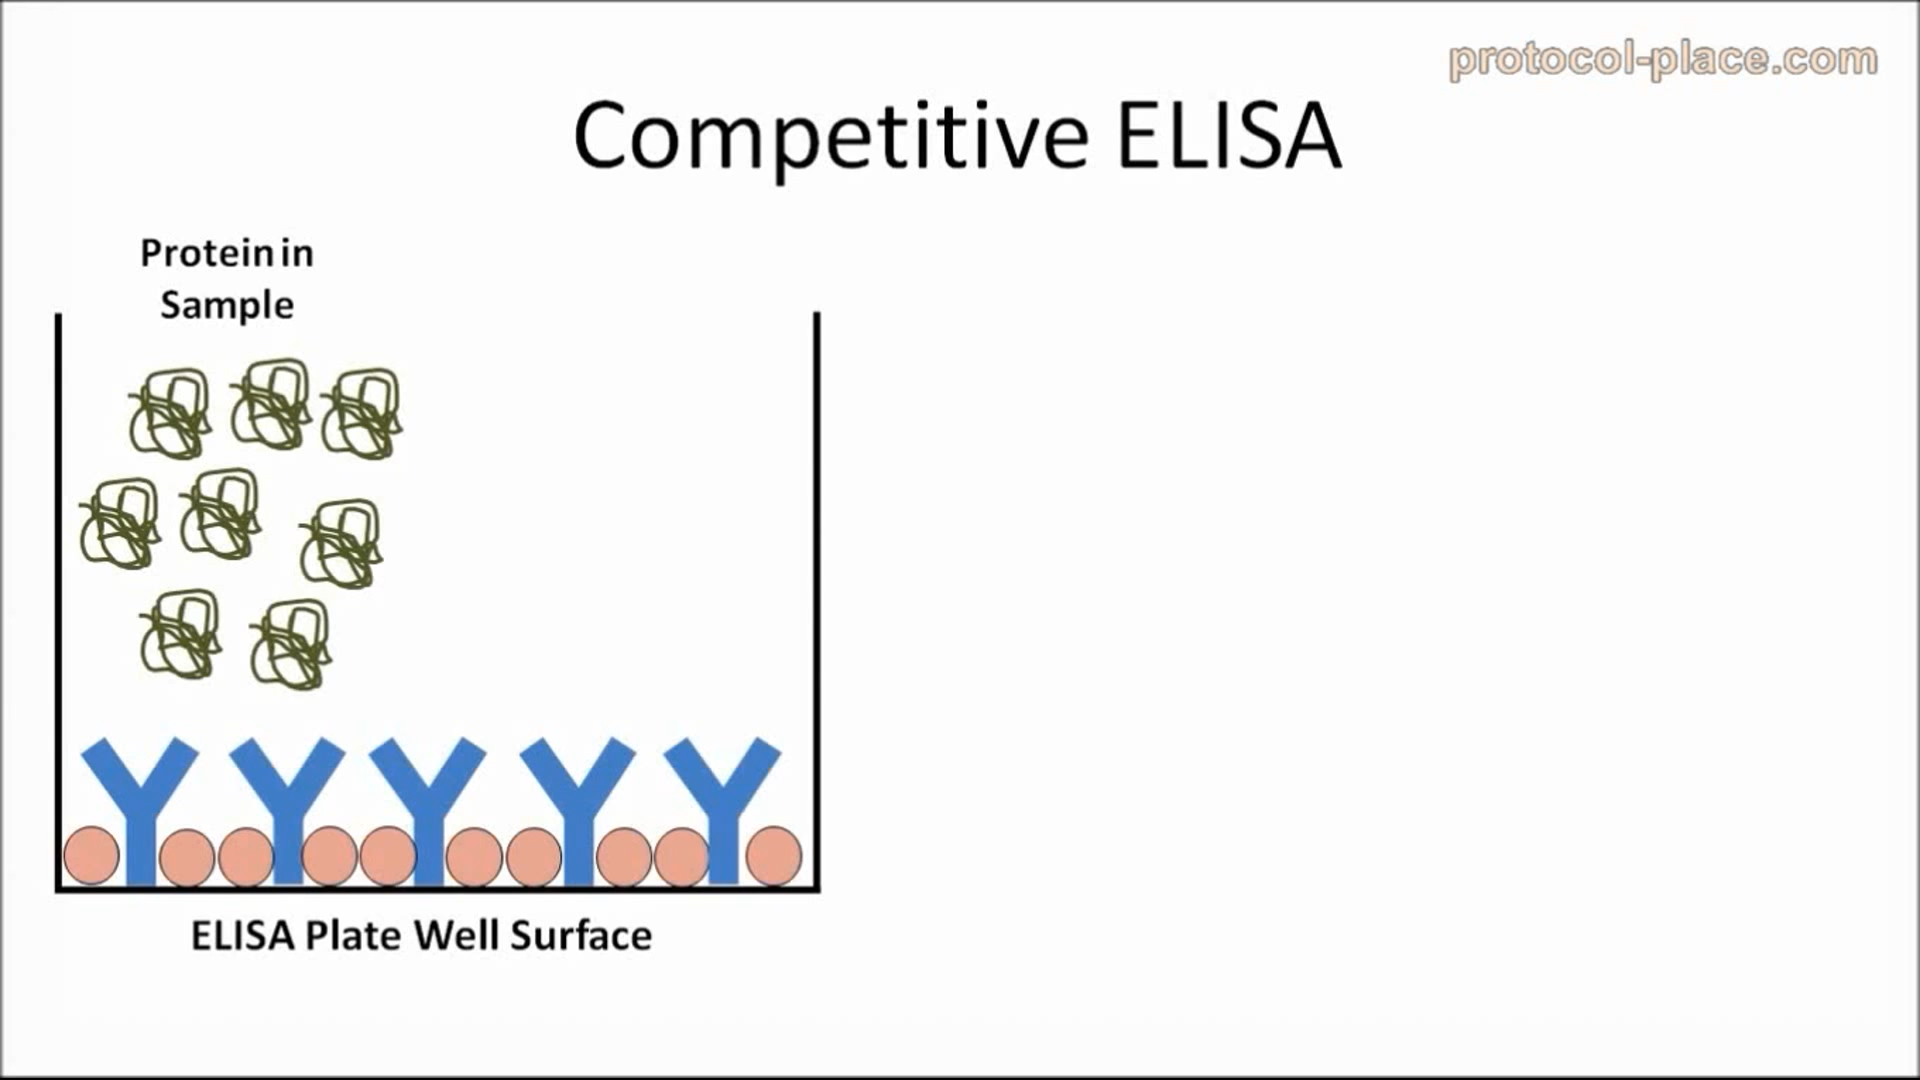 protocol-place.com
Competitive ELISA
Protein in
Sample
ELISA Plate Well Surface